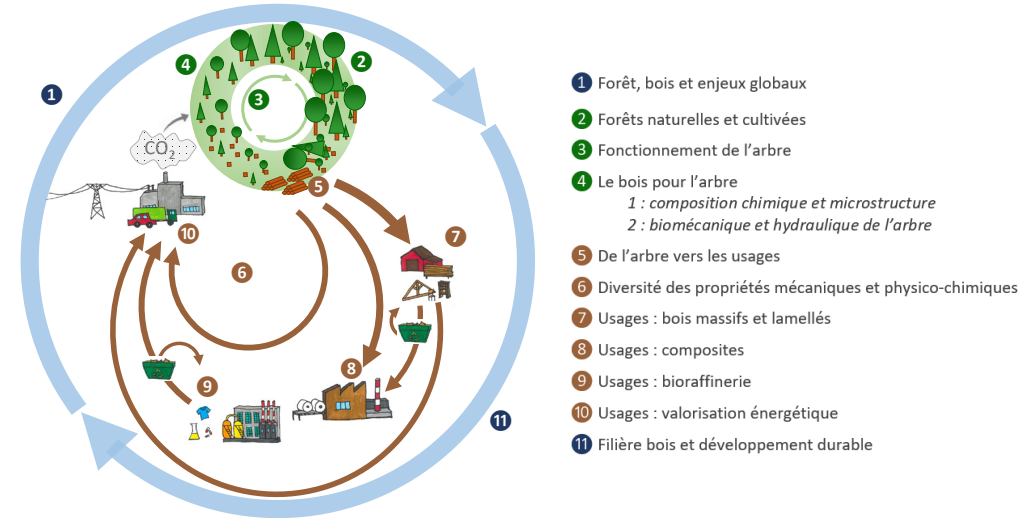 1
4
2
3
CO2
5
10
7
6
8
9
11
1 Forêt, bois et enjeux globaux
2 Forêts naturelles et cultivées
3 Fonctionnement de l’arbre
4 Le bois pour l’arbre
1 : composition chimique et microstructure
2 : biomécanique et hydraulique de l’arbre
5 De l’arbre vers les usages
6 Diversité des propriétés mécaniques et physico-chimiques
7 Usages : bois massifs et lamellés
8 Usages : composites
9 Usages : bioraffinerie
10 Usages : valorisation énergétique
11 Filière bois et développement durable